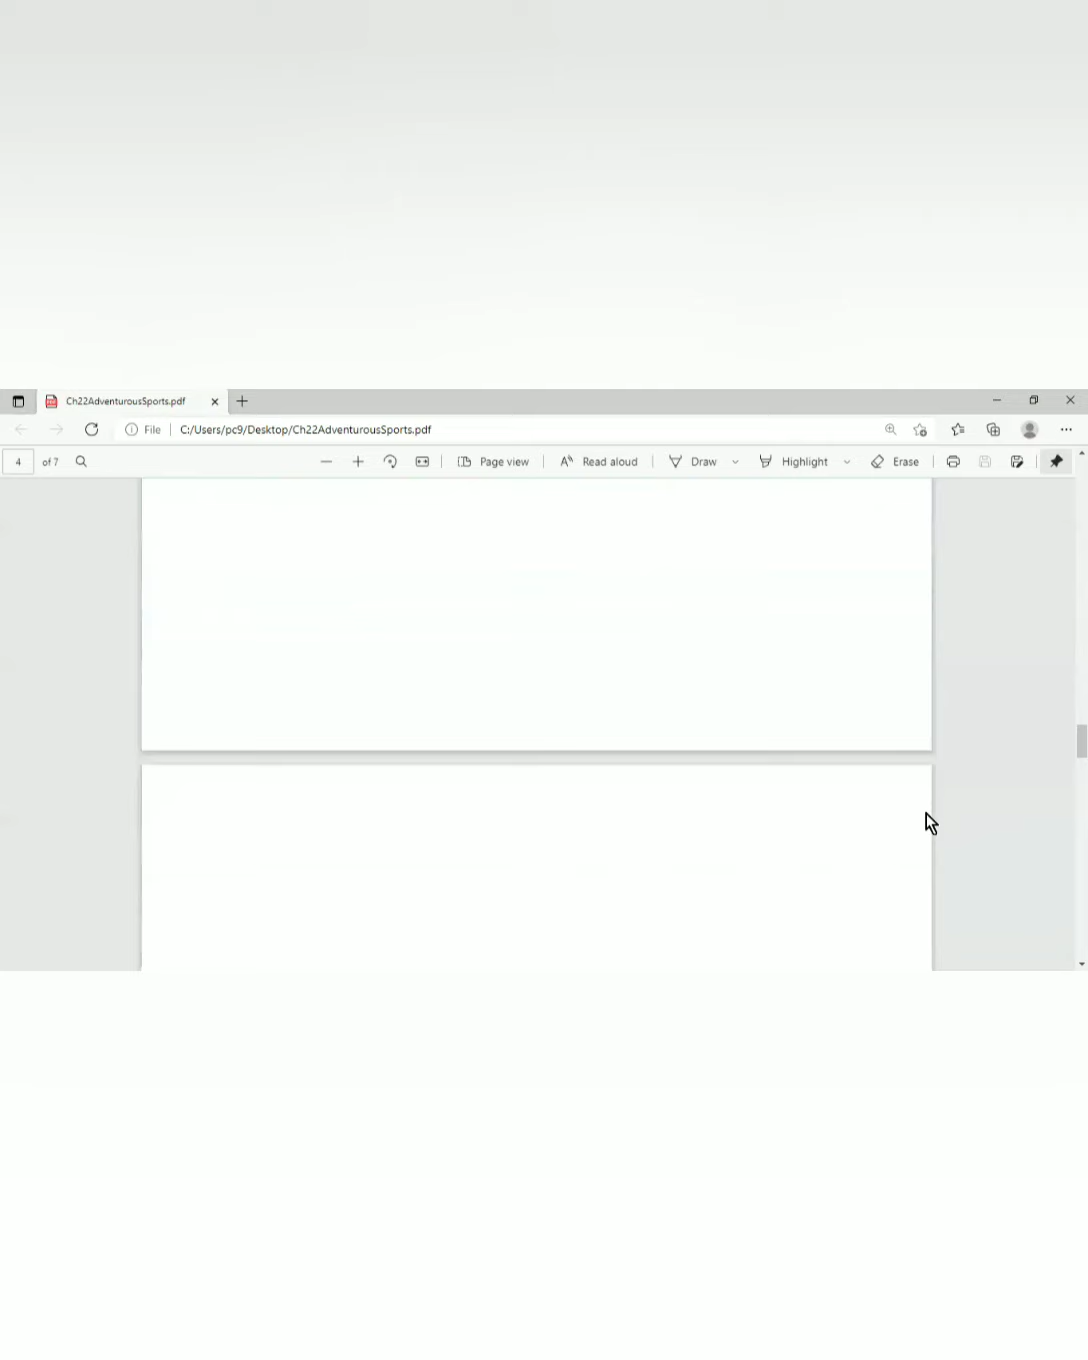 Ch22AdventurousSports.pdf
File C:/Users/pc9/Desktop/Ch22AdventurousSports.pdf
4 of 7 Page view Read aloud Draw Highlight Erase